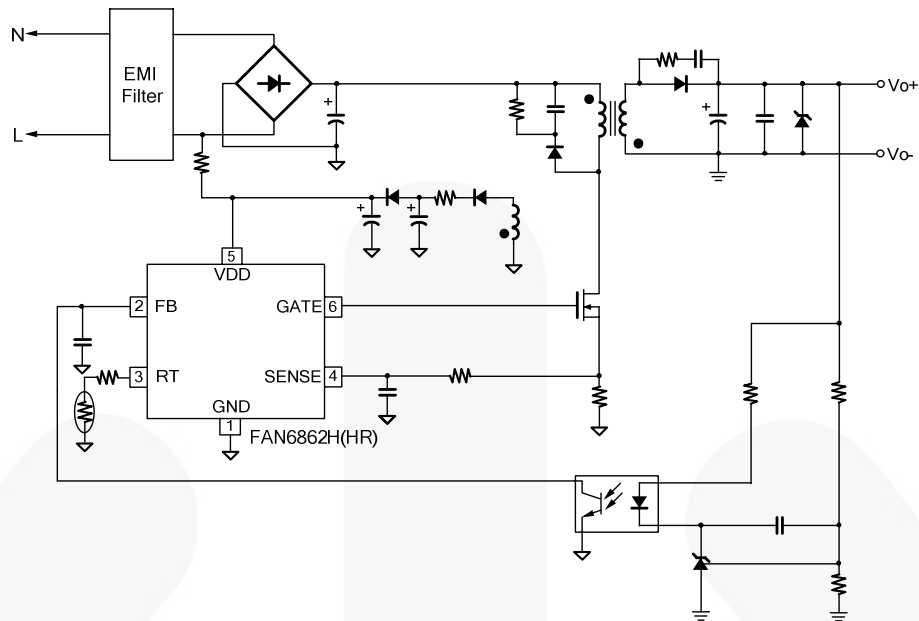 N
EMI
Filter
L
+
+
Vo+
Vo-
+
+
5
VDD
2
FB
GATE
6
3
RT
SENSE
4
GND
1
FAN6862H(HR)